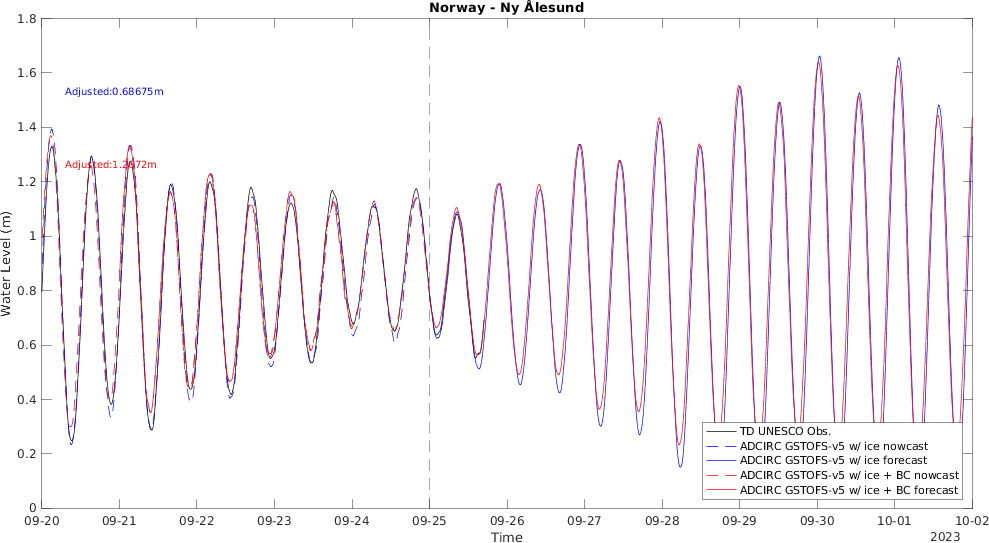 Norway - Ny Ålesund
1.8
1.6
1.4
1.2
1
0.8
0.6
0.4
0.2
0
Water Level (m)
Adjusted:0.68675m
TD UNESCO Obs.
ADCIRC GSTOFS-v5 w/ ice nowcast
ADCIRC GSTOFS-v5 w/ ice forecast
ADCIRC GSTOFS-v5 w/ ice + BC nowcast
ADCIRC GSTOFS-v5 w/ ice + BC forecast
09-20 09-21 09-22 09-23 09-24 09-25 09-26 09-27 09-28 09-29 09-30 10-01 10-02
Time
2023